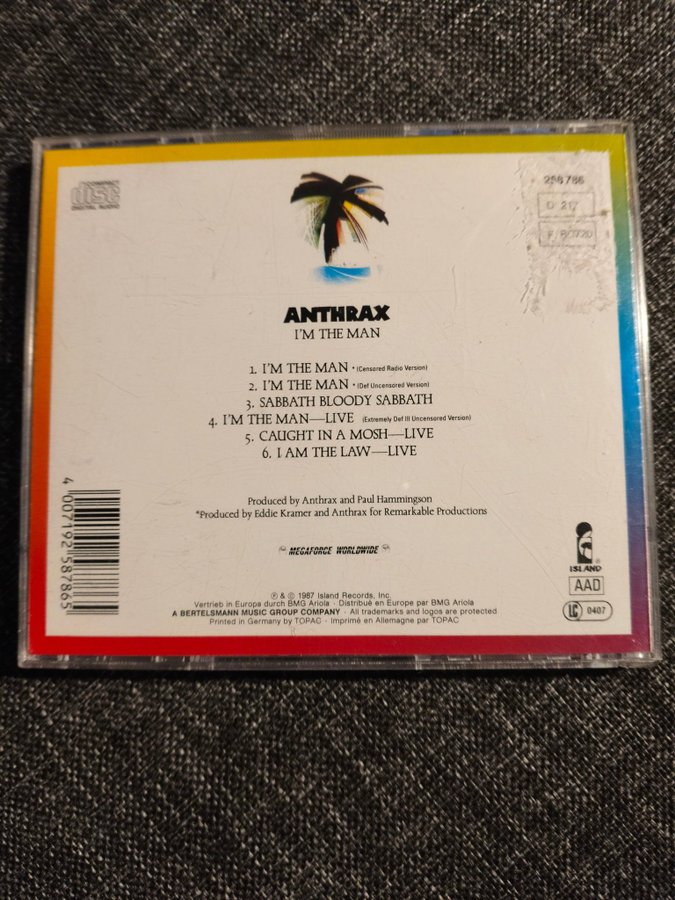 COMPACT
disc
DIGITAL AUDIO
258 786
D 217
ANTHRAX
I'M THE MAN
1. I'M THE MAN *(Censored Radio Version)
2. I'M THE MAN *(Def Uncensored Version)
3. SABBATH BLOODY SABBATH
4. I'M THE MAN—LIVE (Extremely Def Ill Uncensored Version)
5. CAUGHT IN A MOSH—LIVE
6. I AM THE LAW—LIVE
Produced by Anthrax and Paul Hammingson
*Produced by Eddie Kramer and Anthrax for Remarkable Productions
MEGAFORCE WORLDWIDE
4 007192 587865
ISLAND ®
AAD
LC 0407
℗ & © 1987 Island Records, Inc.
Vertrieb in Europa durch BMG Ariola · Distribué en Europe par BMG Ariola
A BERTELSMANN MUSIC GROUP COMPANY · All trademarks and logos are protected
Printed in Germany by TOPAC · Imprimé en Allemagne par TOPAC